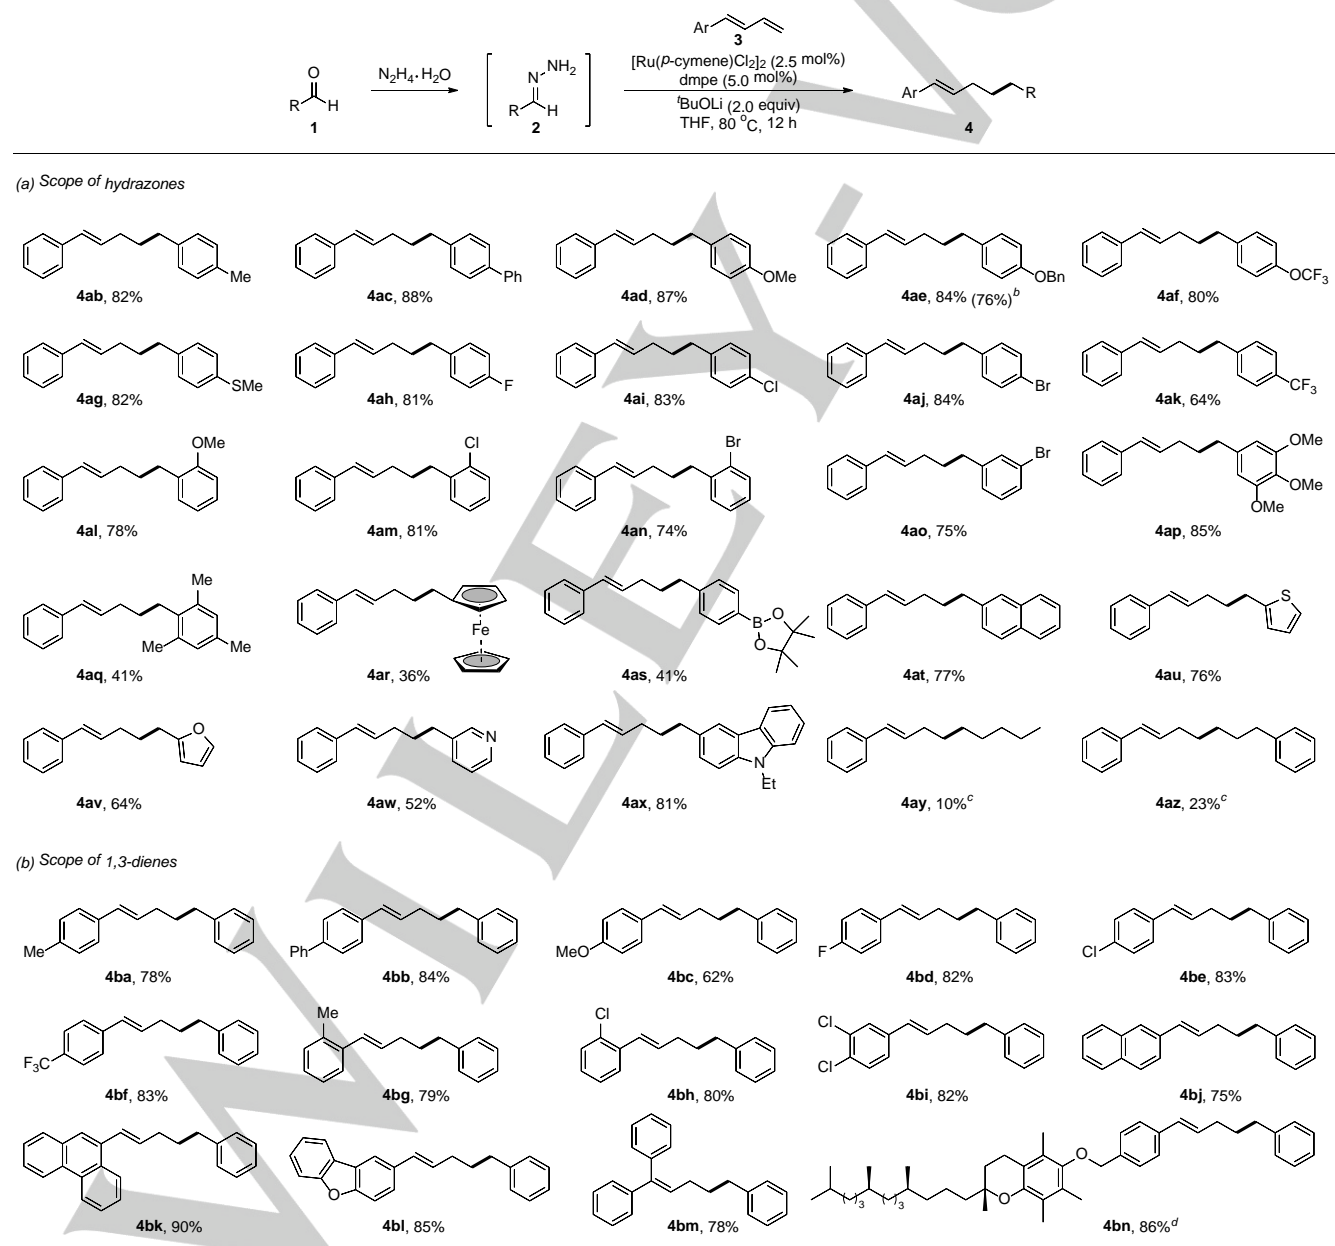 Ar
3
O
R
H
1
N2H4·H2O
NH2
N
R
H
2
[Ru(p-cymene)Cl2]2 (2.5 mol%)
dmpe (5.0 mol%)
tBuOLi (2.0 equiv)
THF, 80 °C, 12 h
Ar
R
4
(a) Scope of hydrazones
Me
Ph
OMe
OBn
OCF3
4ab, 82%
4ac, 88%
4ad, 87%
4ae, 84% (76%)b
4af, 80%
SMe
F
Cl
Br
CF3
4ag, 82%
4ah, 81%
4ai, 83%
4aj, 84%
4ak, 64%
OMe
Cl
Br
Br
OMe
OMe
OMe
4al, 78%
4am, 81%
4an, 74%
4ao, 75%
4ap, 85%
Me
Me
Me
Fe
B
O
O
S
4aq, 41%
4ar, 36%
4as, 41%
4at, 77%
4au, 76%
O
N
N
Et
4av, 64%
4aw, 52%
4ax, 81%
4ay, 10%c
4az, 23%c
(b) Scope of 1,3-dienes
Me
Ph
MeO
F
Cl
4ba, 78%
4bb, 84%
4bc, 62%
4bd, 82%
4be, 83%
F3C
Me
Cl
Cl
Cl
4bf, 83%
4bg, 79%
4bh, 80%
4bi, 82%
4bj, 75%
O
( )3 ( )3
O
O
4bk, 90%
4bl, 85%
4bm, 78%
4bn, 86%d
WILEY-VC